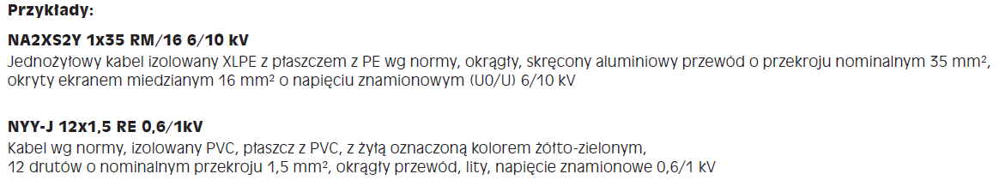 Przykłady:
NA2XS2Y 1x35 RM/16 6/10 kV
Jednożyłowy kabel izolowany XLPE z płaszczem z PE wg normy, okrągły, skręcony aluminiowy przewód o przekroju nominalnym 35 mm²,
okryty ekranem miedzianym 16 mm² o napięciu znamionowym (U0/U) 6/10 kV
NYY-J 12x1,5 RE 0,6/1kV
Kabel wg normy, izolowany PVC, płaszcz z PVC, z żyłą oznaczoną kolorem żółto-zielonym,
12 drutów o nominalnym przekroju 1,5 mm², okrągły przewód, lity, napięcie znamionowe 0,6/1 kV